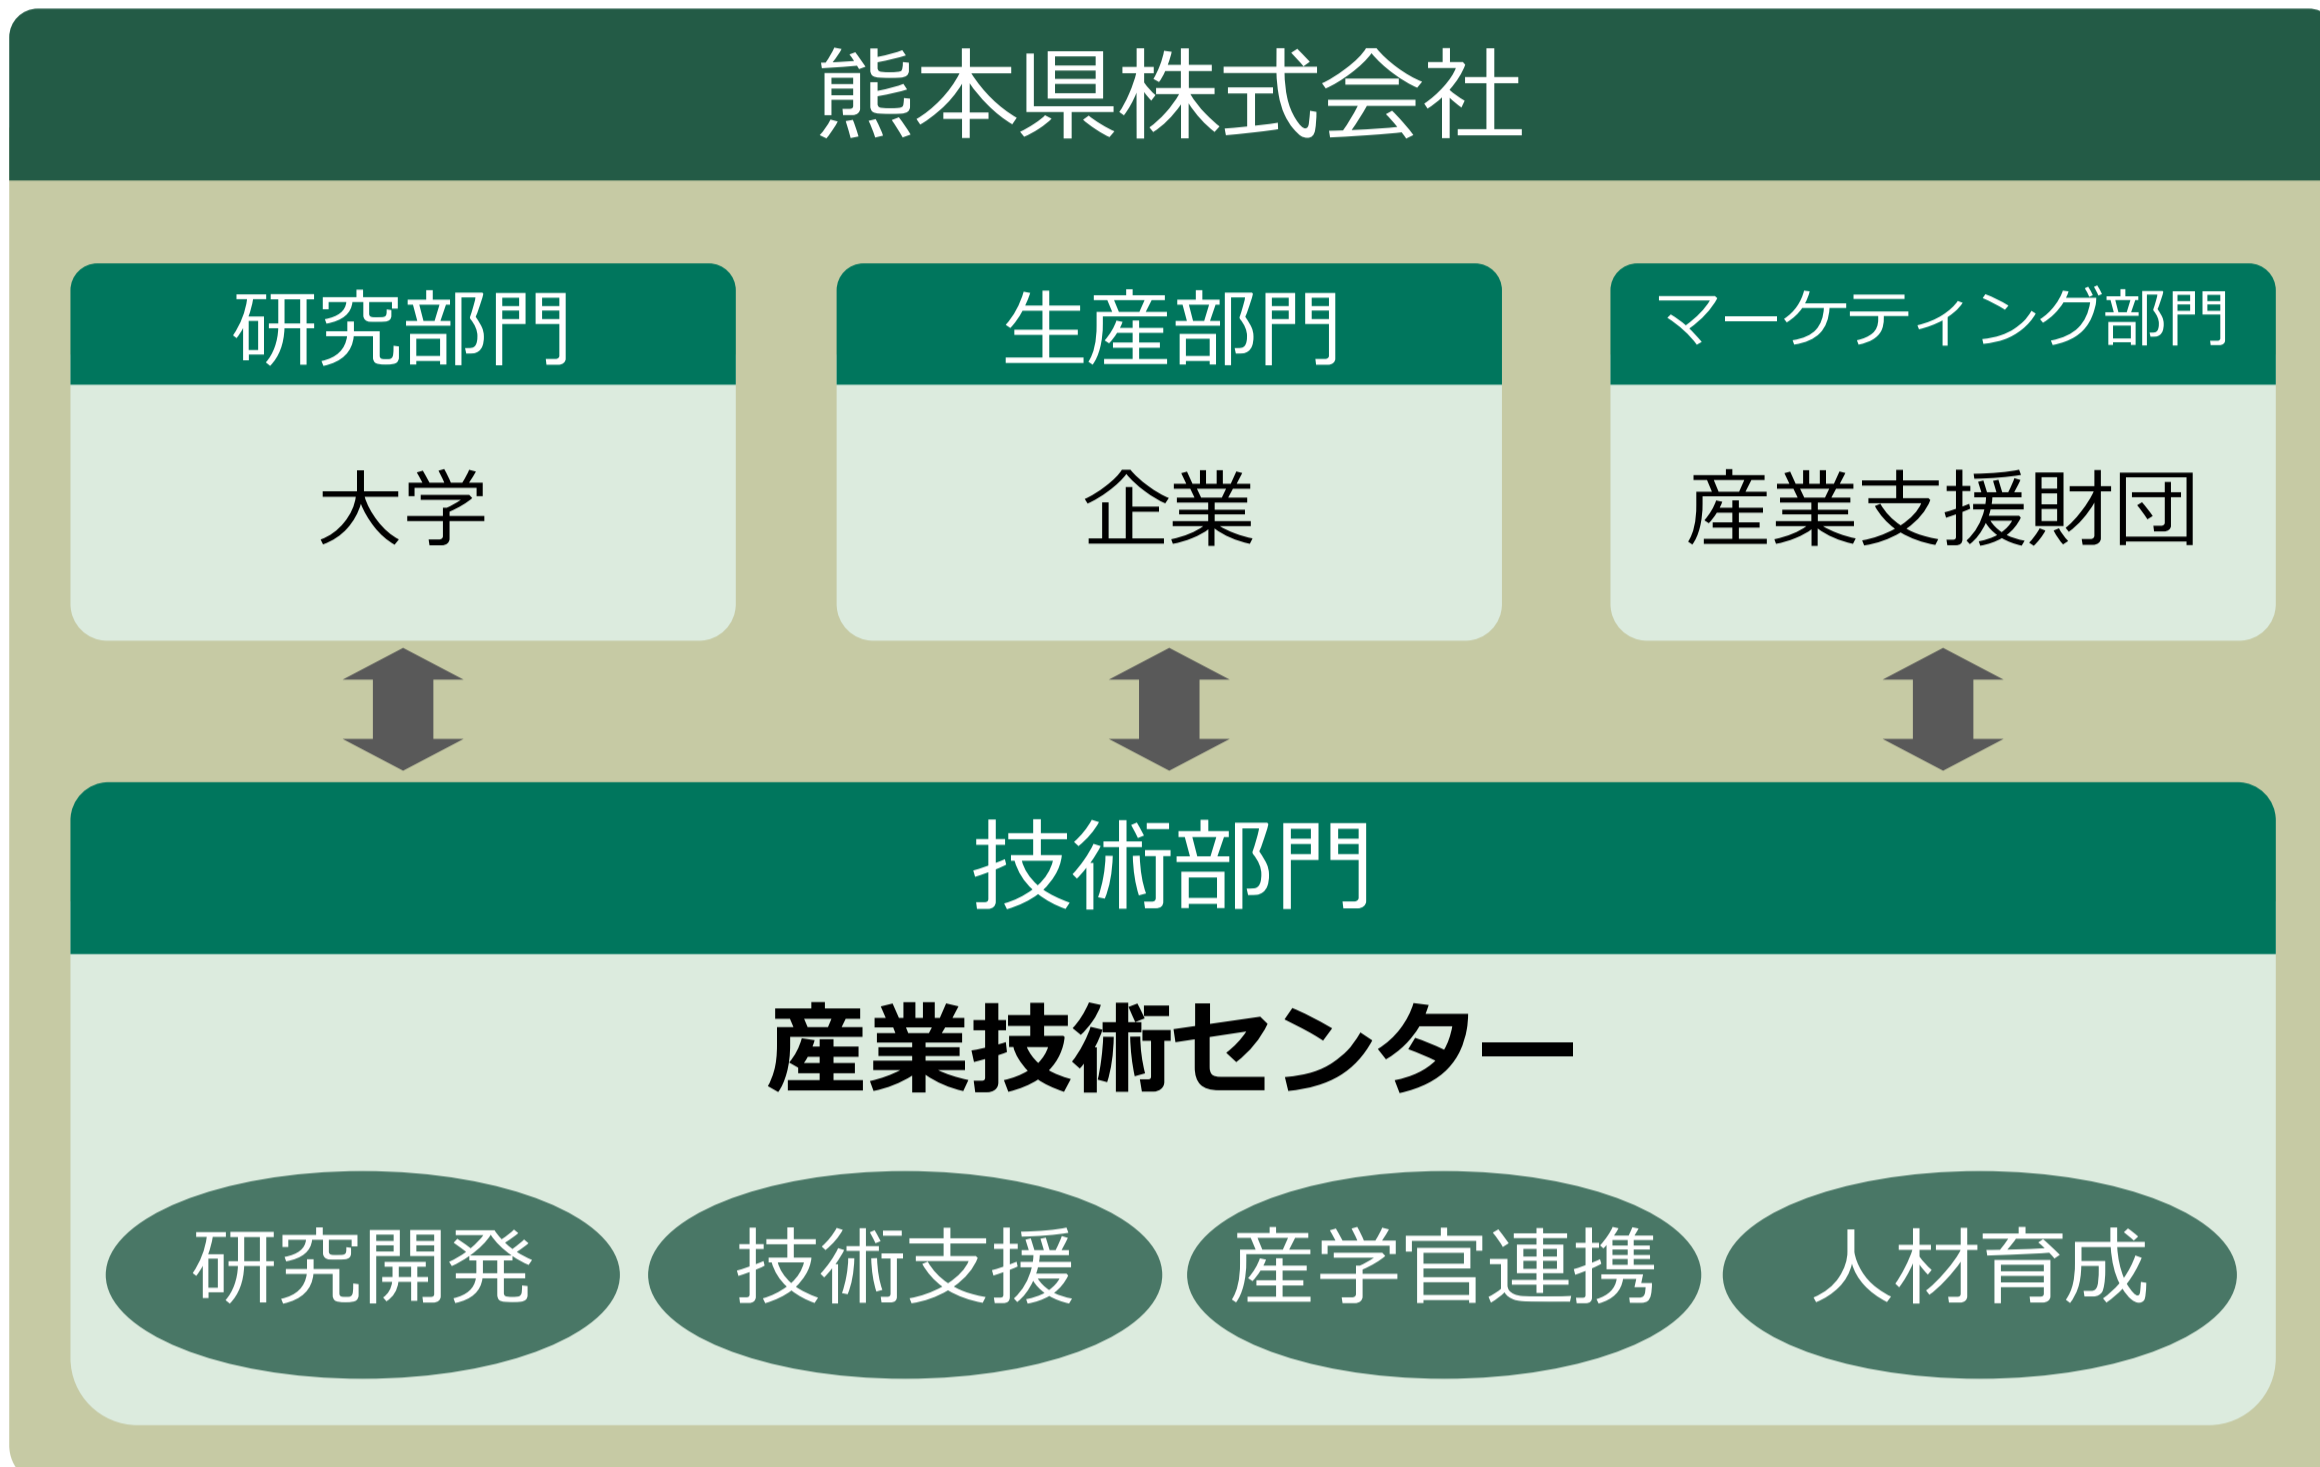 熊本県株式会社
研究部門
生産部門
マーケティング部門
大学
企業
産業支援財団
技術部門
産業技術センター
研究開発
技術支援
産学官連携
人材育成